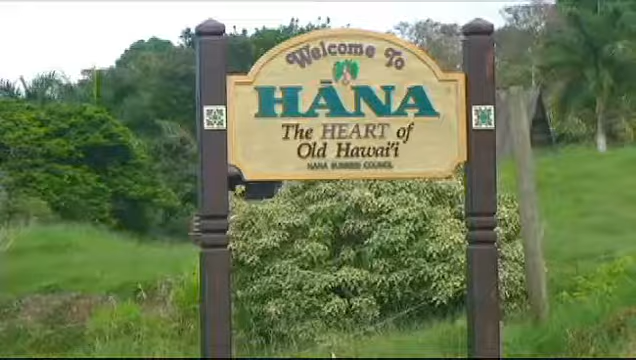 Welcome To
HĀNA
The HEART of
Old Hawai'i
HANA BUSINESS COUNCIL